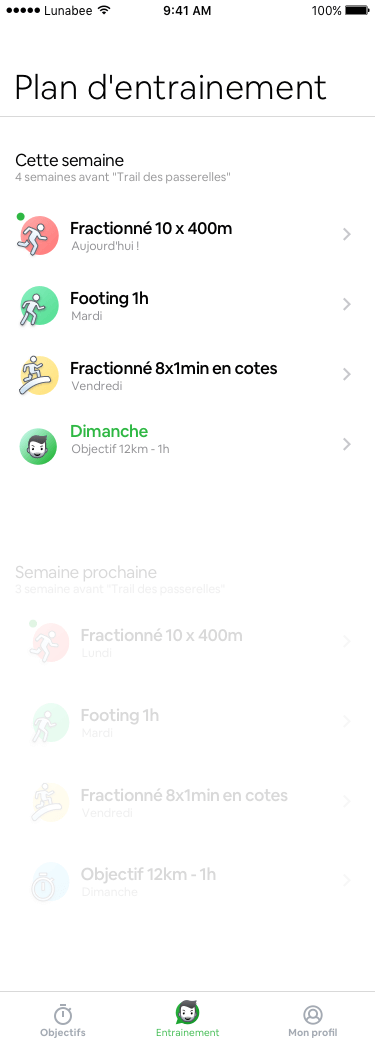 Lunabee 9:41 AM 100%
Plan d'entrainement
Cette semaine
4 semaines avant "Trail des passerelles"
Fractionné 10 x 400m
Aujourd'hui !
Footing 1h
Mardi
Fractionné 8x1min en cotes
Vendredi
Dimanche
Objectif 12km - 1h
Semaine prochaine
3 semaine avant "Trail des passerelles"
Fractionné 10 x 400m
Lundi
Footing 1h
Mardi
Fractionné 8x1min en cotes
Vendredi
Objectif 12km - 1h
Dimanche
Objectifs Entrainement Mon profil